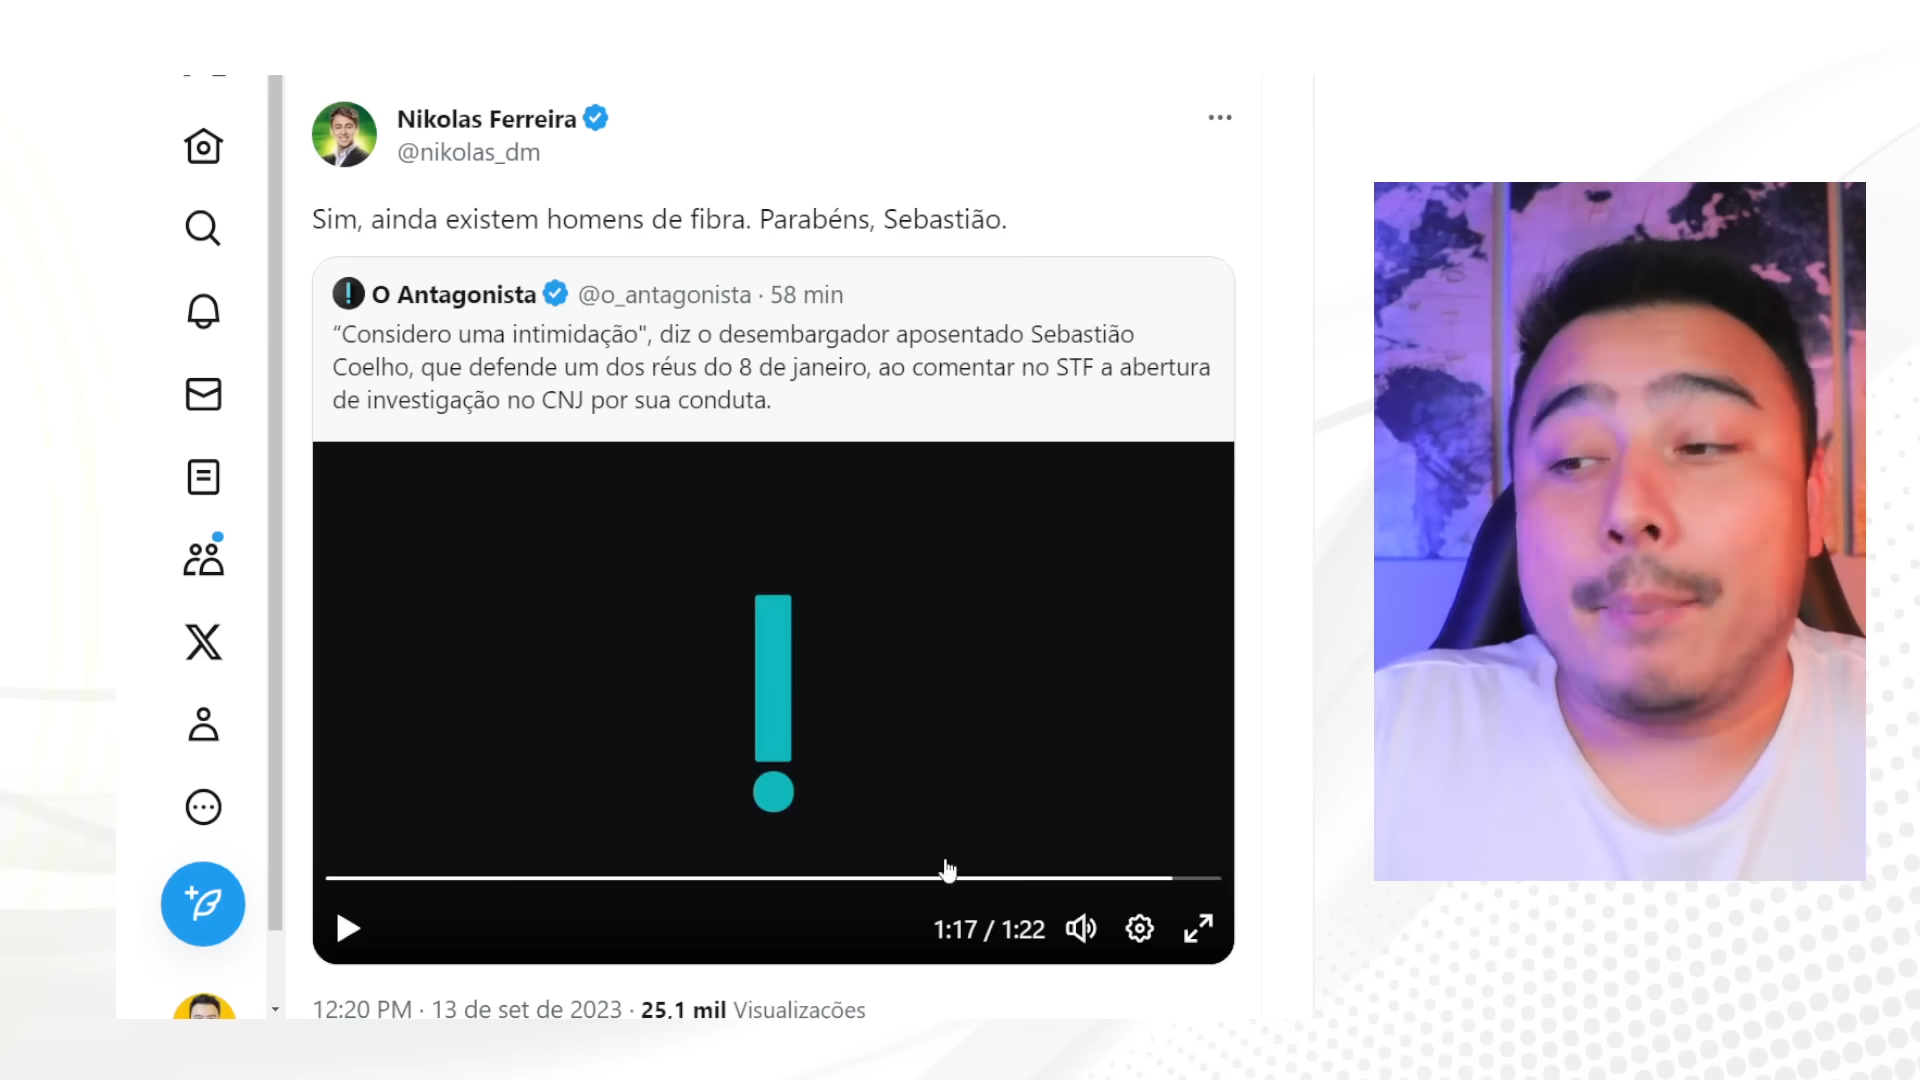 Nikolas Ferreira
@nikolas_dm
Sim, ainda existem homens de fibra. Parabéns, Sebastião.
O Antagonista @o_antagonista · 58 min
“Considero uma intimidação", diz o desembargador aposentado Sebastião
Coelho, que defende um dos réus do 8 de janeiro, ao comentar no STF a abertura
de investigação no CNJ por sua conduta.
1:17 / 1:22
12:20 PM · 13 de set de 2023 · 25,1 mil Visualizações